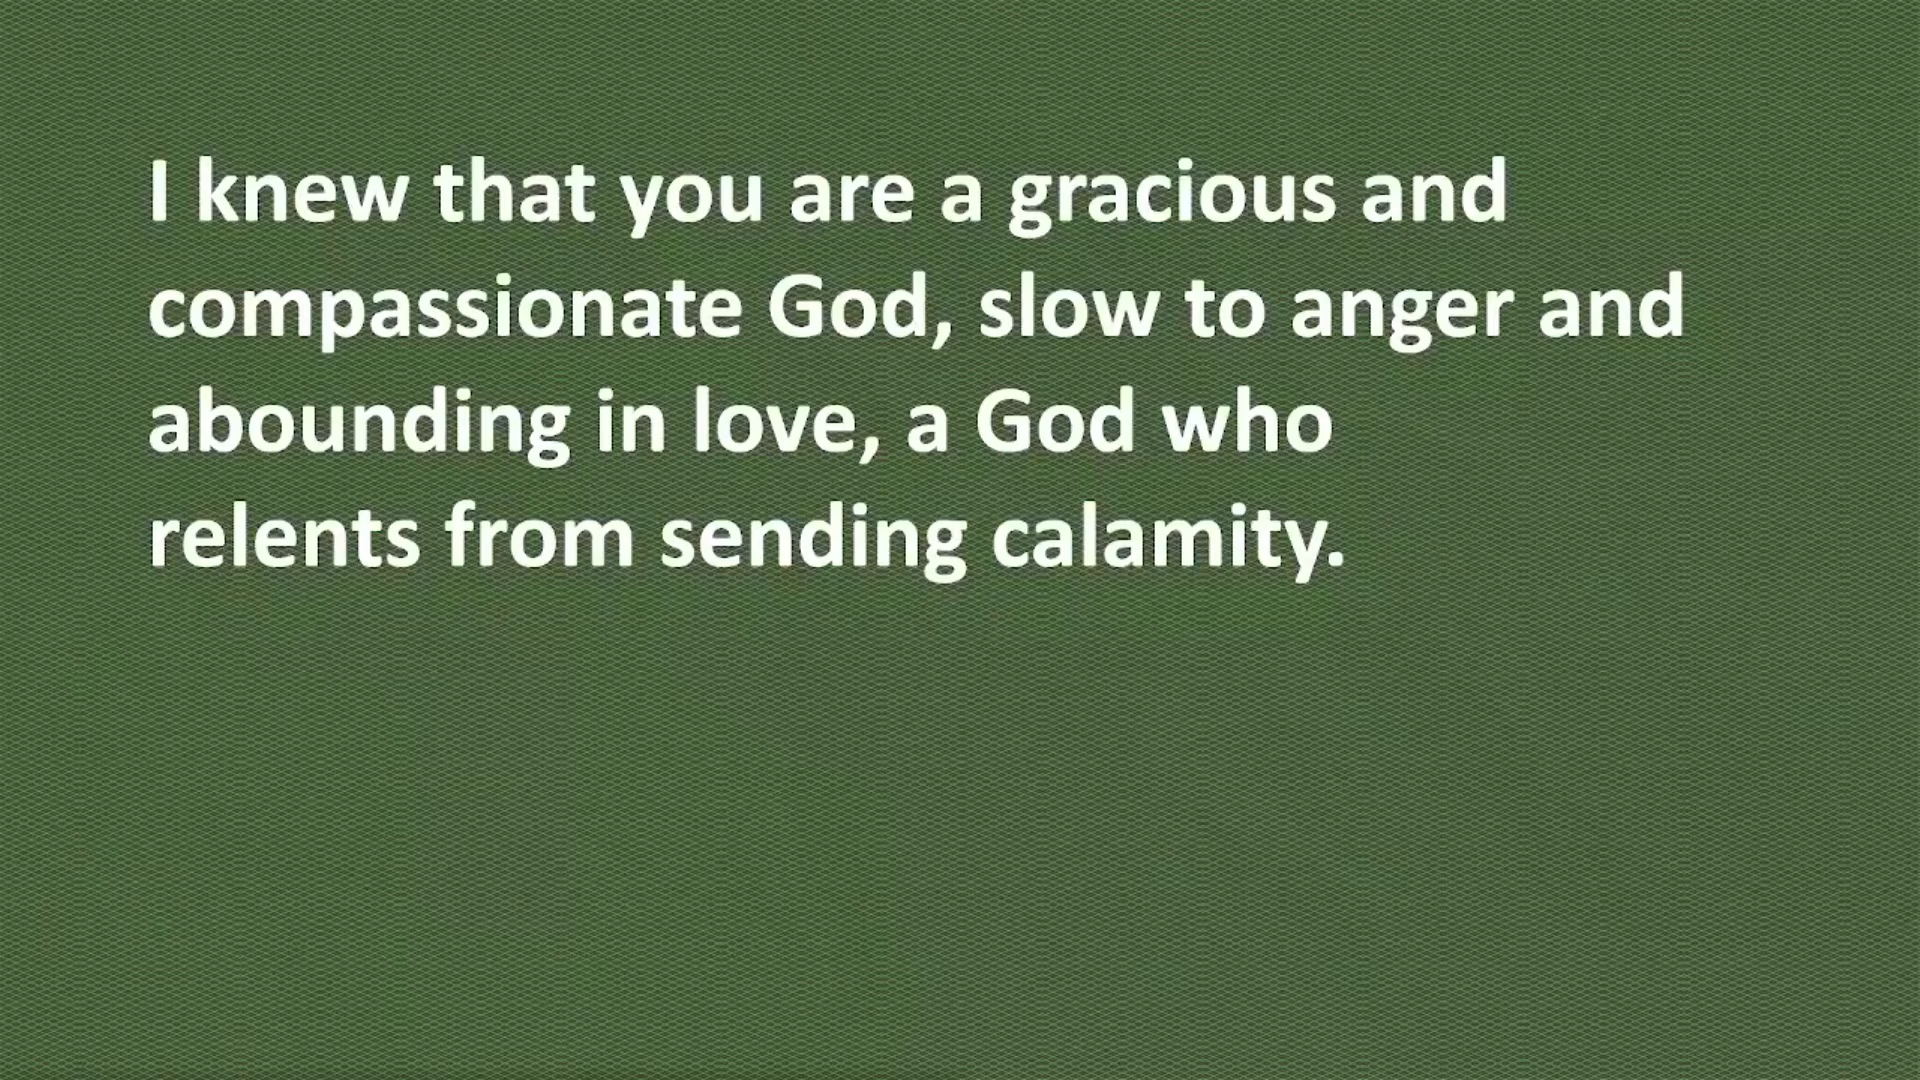 I knew that you are a gracious and
compassionate God, slow to anger and
abounding in love, a God who
relents from sending calamity.